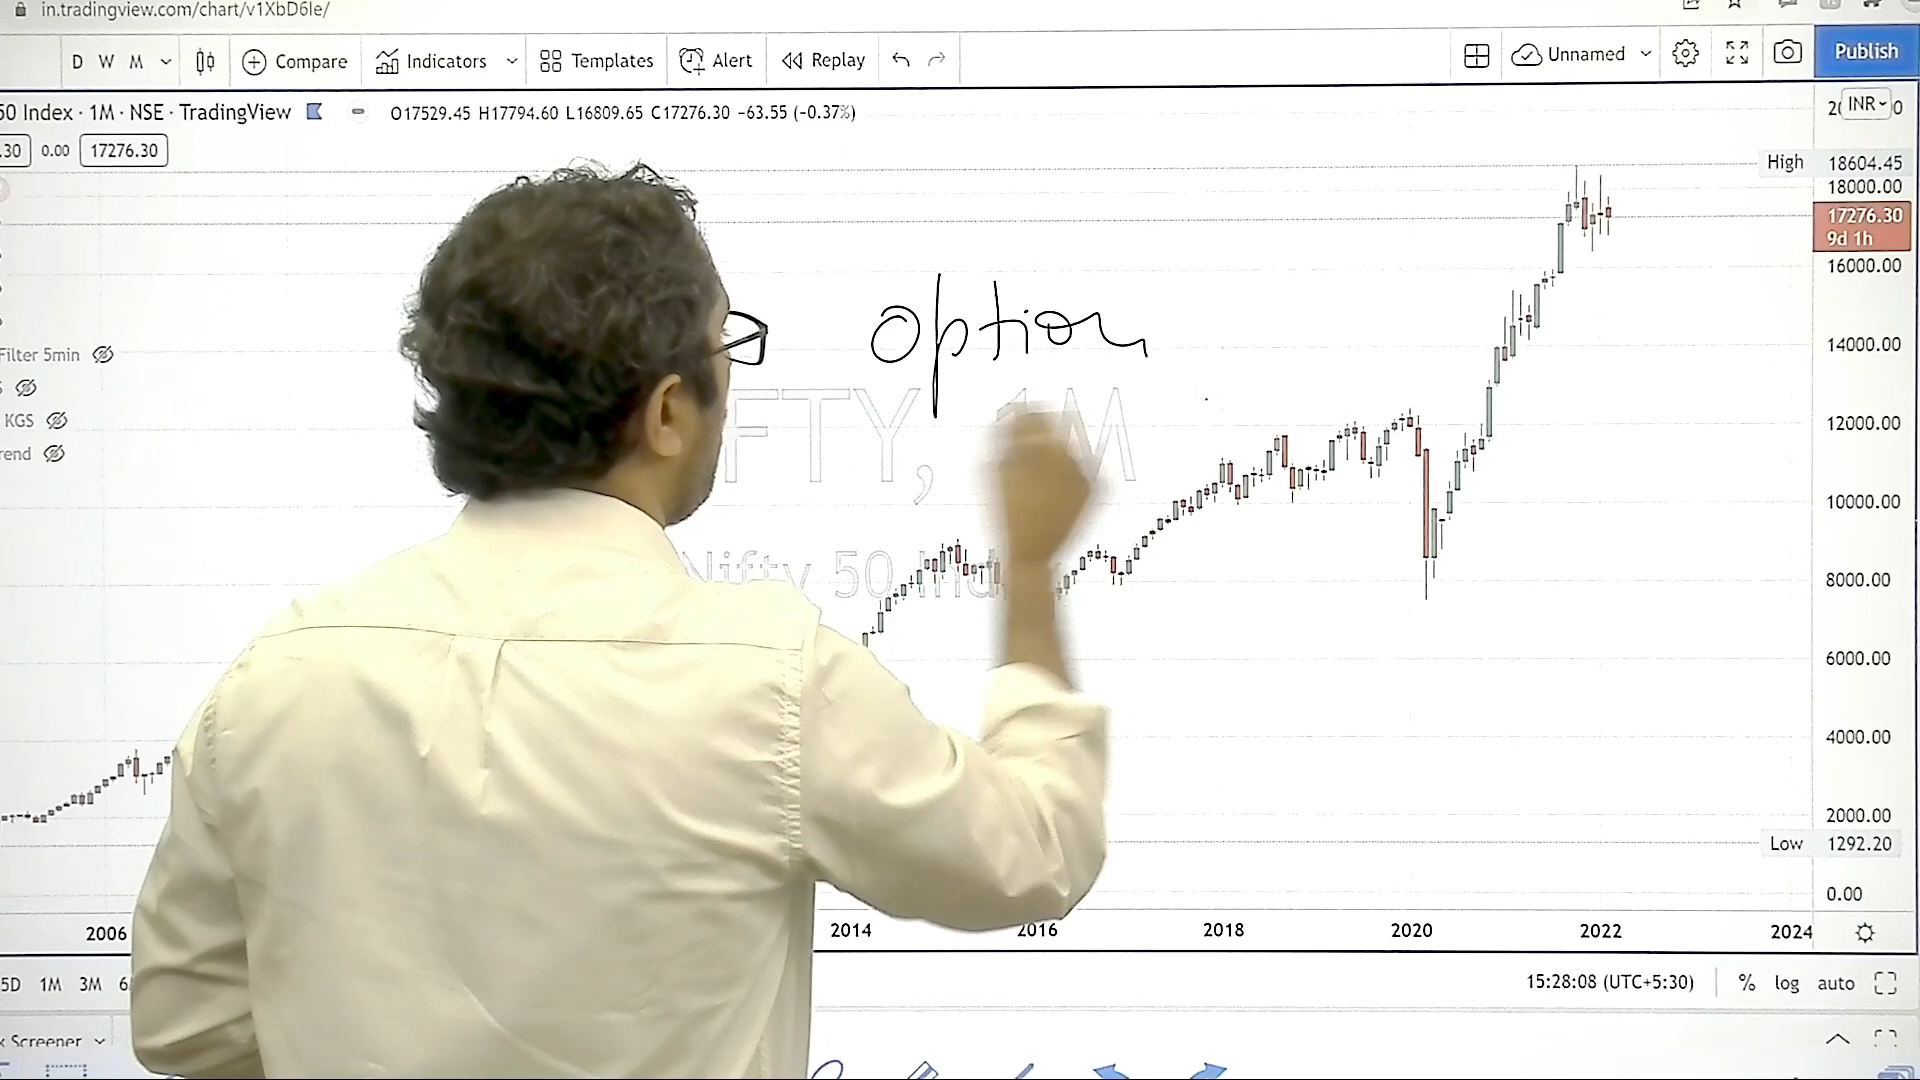 in.tradingview.com/chart/v1XbD6Ie/
D W M Compare Indicators Templates Alert Replay Unnamed Publish
50 Index · 1M · NSE · TradingView O17529.45 H17794.60 L16809.65 C17276.30 −63.55 (−0.37%)
INR
.30 0.00 17276.30
High 18604.45
18000.00
17276.30
9d 1h
16000.00
option
14000.00
Filter 5min
KGS
12000.00
10000.00
8000.00
Nifty 50
6000.00
4000.00
2000.00
Low 1292.20
0.00
2006 2014 2016 2018 2020 2022 2024
5D 1M 3M 15:28:08 (UTC+5:30) % log auto
Screener